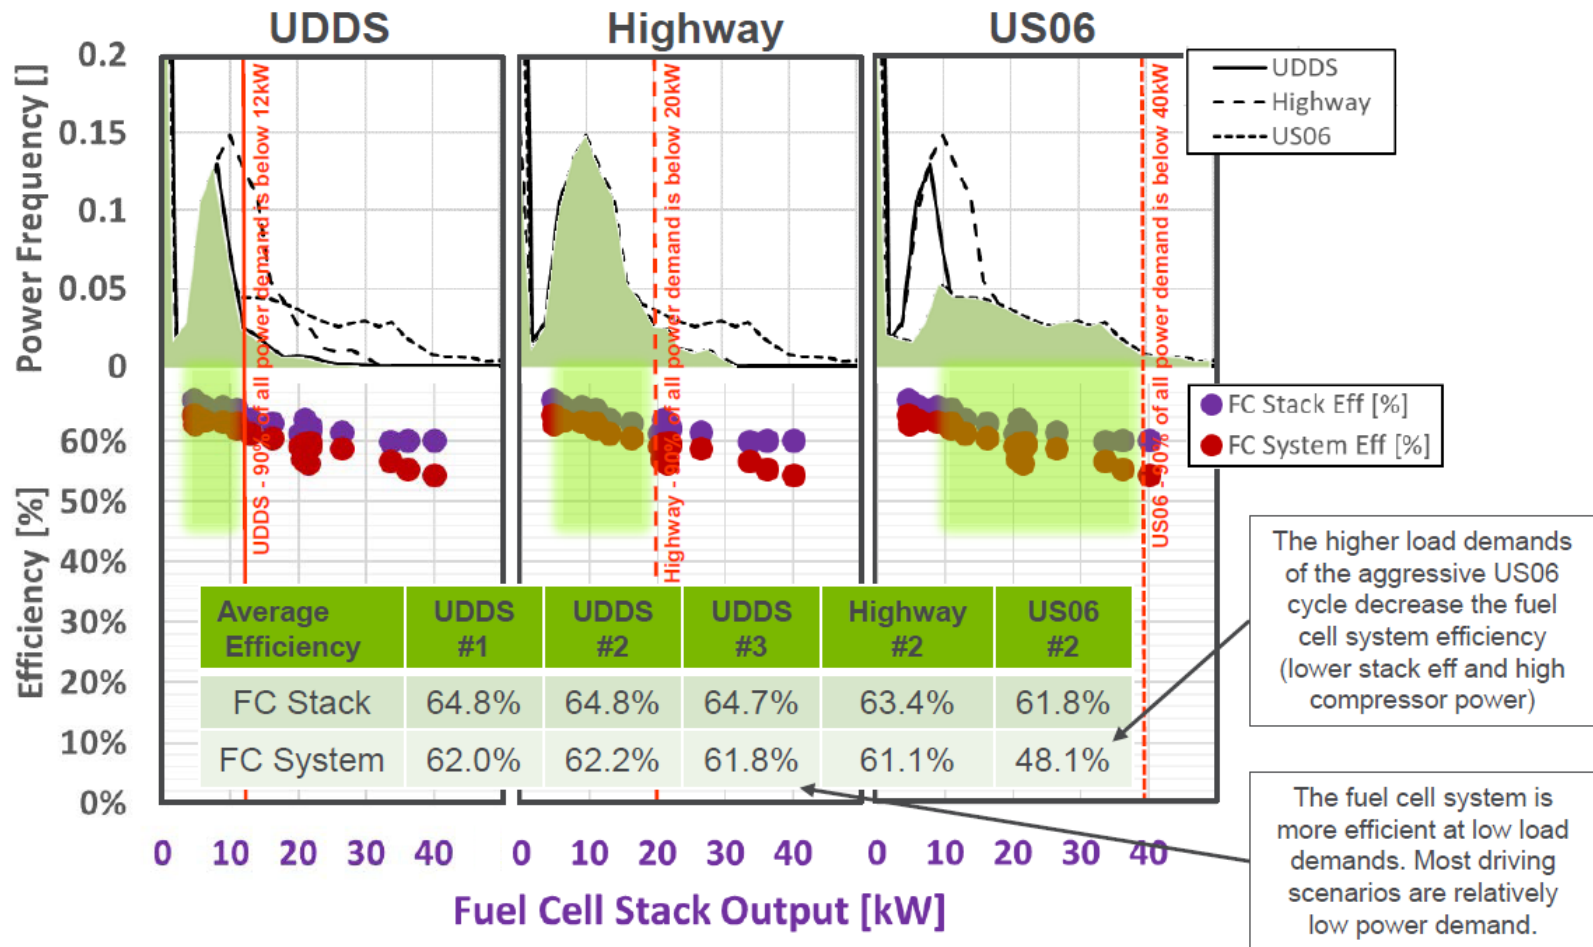 UDDS
Highway
US06
Power Frequency []
0.2
0.15
0.1
0.05
0
UDDS - 90% of all power demand is below 12kW
Highway - 90% of all power demand is below 20kW
US06 - 90% of all power demand is below 40kW
UDDS
Highway
US06
Efficiency [%]
60%
50%
40%
30%
20%
10%
0%
FC Stack Eff [%]
FC System Eff [%]
Average Efficiency UDDS #1 UDDS #2 UDDS #3 Highway #2 US06 #2
FC Stack 64.8% 64.8% 64.7% 63.4% 61.8%
FC System 62.0% 62.2% 61.8% 61.1% 48.1%
The higher load demands
of the aggressive US06
cycle decrease the fuel
cell system efficiency
(lower stack eff and high
compressor power)
The fuel cell system is
more efficient at low load
demands. Most driving
scenarios are relatively
low power demand.
0 10 20 30 40 0 10 20 30 40 0 10 20 30 40
Fuel Cell Stack Output [kW]